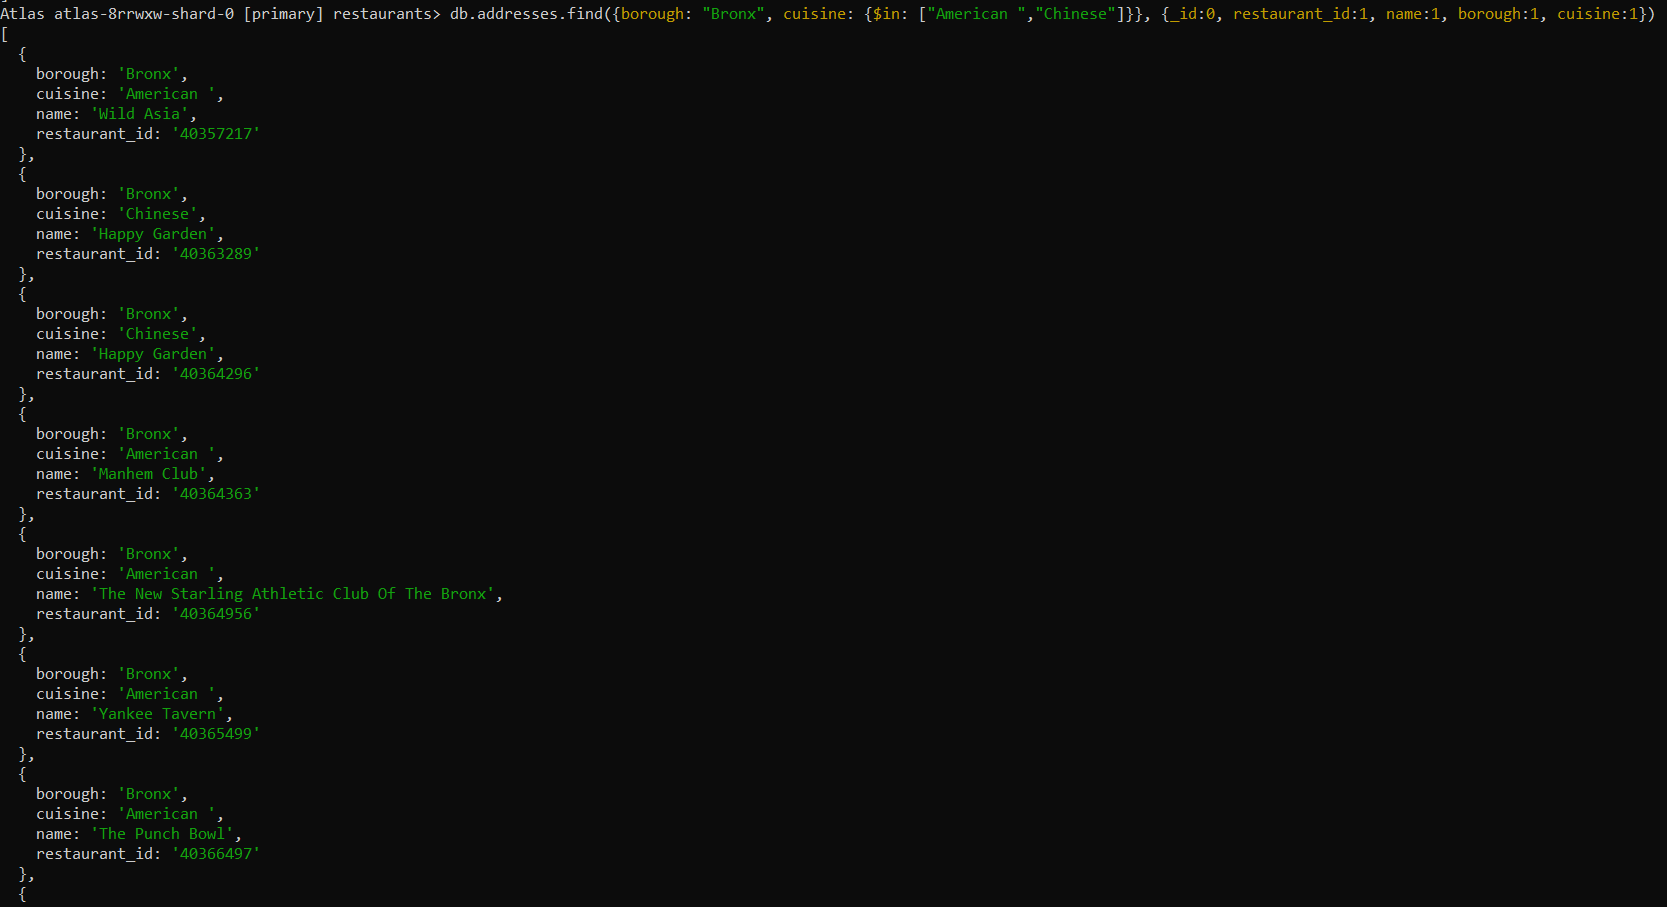 Atlas atlas-8rrwxw-shard-0 [primary] restaurants> db.addresses.find({borough: "Bronx", cuisine: {$in: ["American ","Chinese"]}}, {_id:0, restaurant_id:1, name:1, borough:1, cuisine:1})
[
  {
    borough: 'Bronx',
    cuisine: 'American ',
    name: 'Wild Asia',
    restaurant_id: '40357217'
  },
  {
    borough: 'Bronx',
    cuisine: 'Chinese',
    name: 'Happy Garden',
    restaurant_id: '40363289'
  },
  {
    borough: 'Bronx',
    cuisine: 'Chinese',
    name: 'Happy Garden',
    restaurant_id: '40364296'
  },
  {
    borough: 'Bronx',
    cuisine: 'American ',
    name: 'Manhem Club',
    restaurant_id: '40364363'
  },
  {
    borough: 'Bronx',
    cuisine: 'American ',
    name: 'The New Starling Athletic Club Of The Bronx',
    restaurant_id: '40364956'
  },
  {
    borough: 'Bronx',
    cuisine: 'American ',
    name: 'Yankee Tavern',
    restaurant_id: '40365499'
  },
  {
    borough: 'Bronx',
    cuisine: 'American ',
    name: 'The Punch Bowl',
    restaurant_id: '40366497'
  },
  {